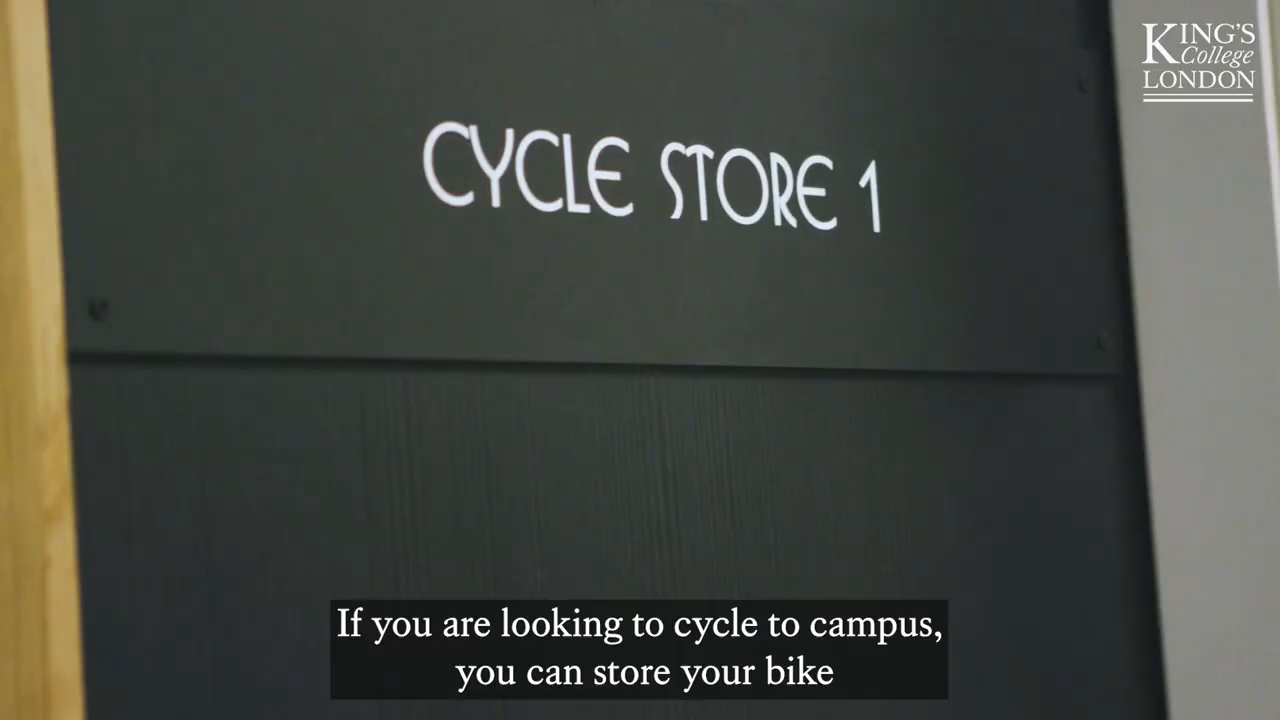 KING'S
College
LONDON
CYCLE STORE 1
If you are looking to cycle to campus,
you can store your bike